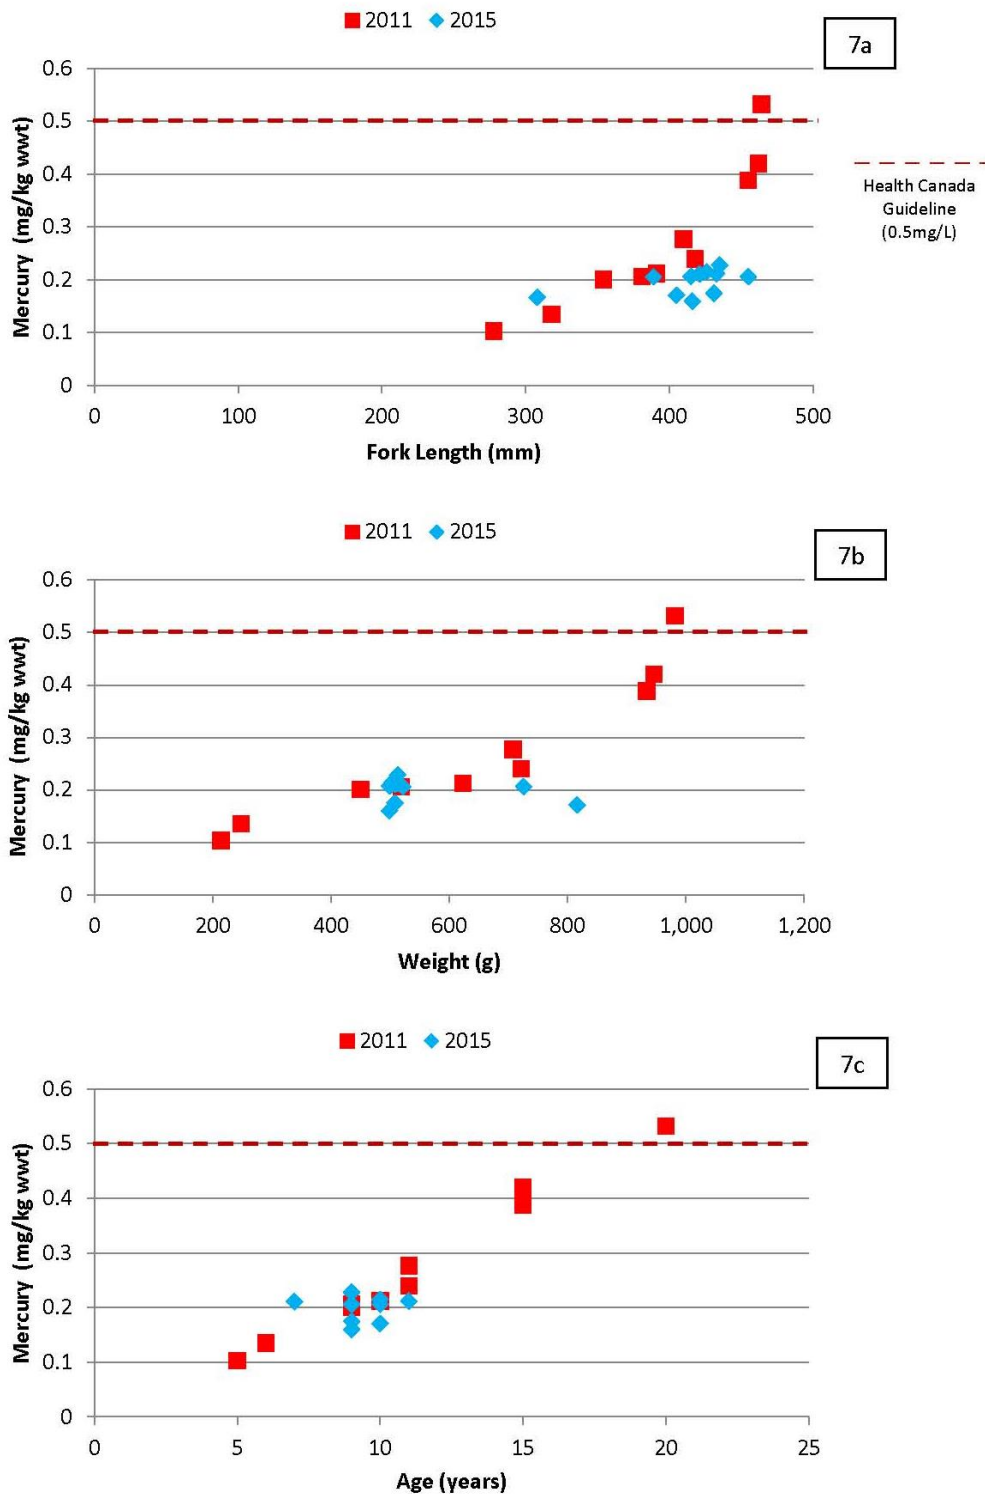 2011 2015
7a
0.6
0.5
0.4
0.3
0.2
0.1
0
Mercury (mg/kg wwt)
0 100 200 300 400 500
Fork Length (mm)
Health Canada
Guideline
(0.5mg/L)
2011 2015
7b
0.6
0.5
0.4
0.3
0.2
0.1
0
Mercury (mg/kg wwt)
0 200 400 600 800 1,000 1,200
Weight (g)
2011 2015
7c
0.6
0.5
0.4
0.3
0.2
0.1
0
Mercury (mg/kg wwt)
0 5 10 15 20 25
Age (years)